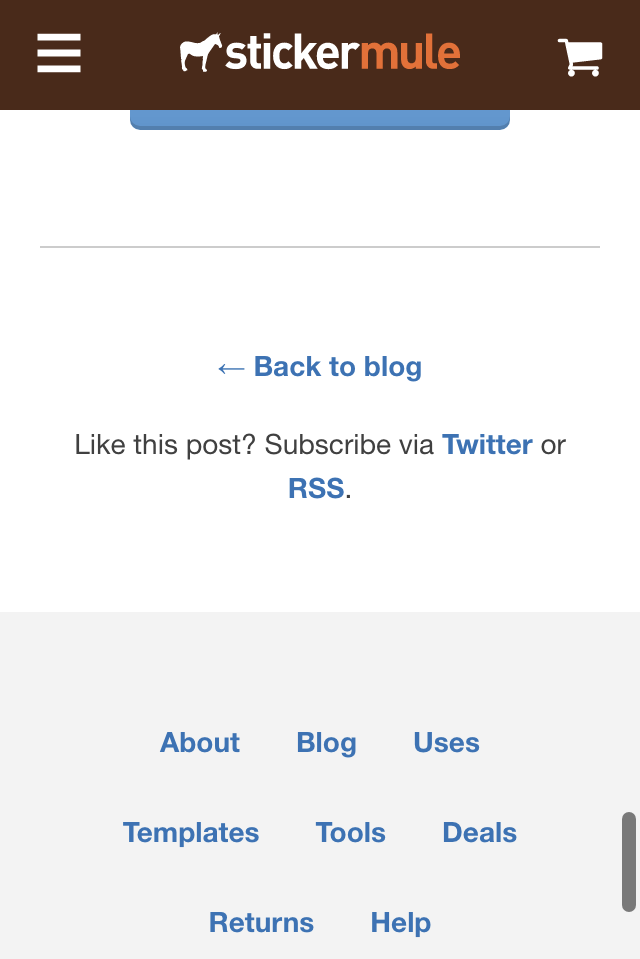 stickermule
← Back to blog
Like this post? Subscribe via Twitter or
RSS.
About Blog Uses
Templates Tools Deals
Returns Help